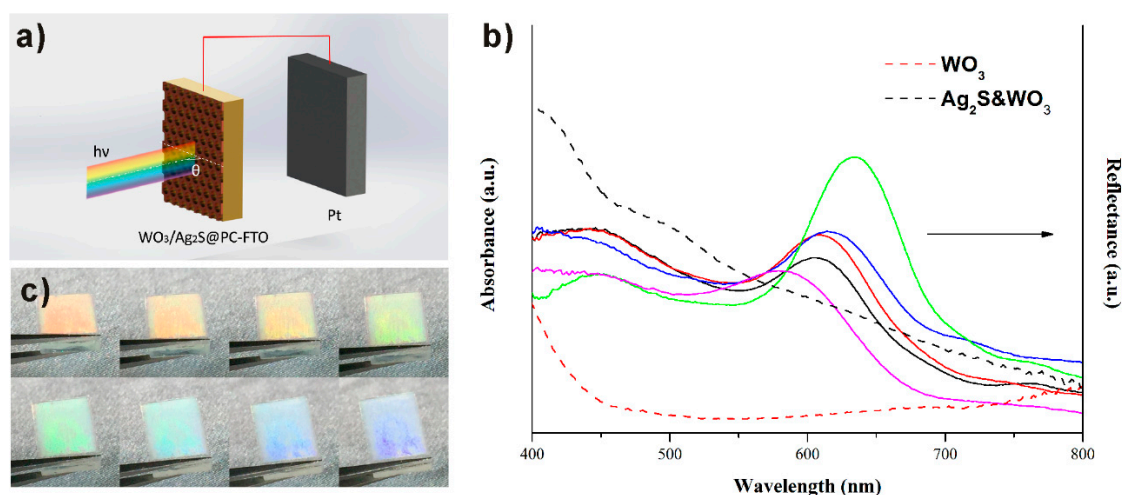 a)
hν
θ
Pt
WO₃/Ag₂S@PC-FTO
b)
WO₃
Ag₂S&WO₃
Absorbance (a.u.)
Reflectance (a.u.)
400
500
600
700
800
Wavelength (nm)
c)